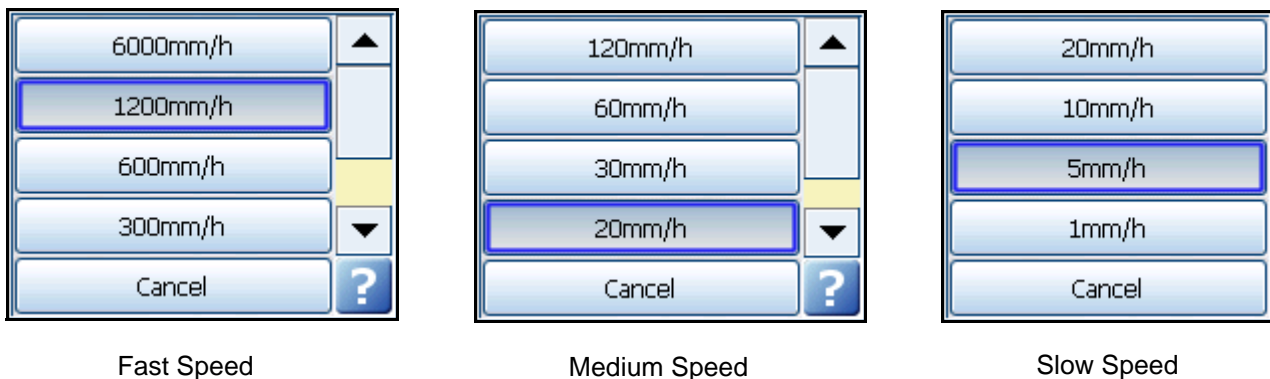 6000mm/h
1200mm/h
600mm/h
300mm/h
Cancel
?
Fast Speed
120mm/h
60mm/h
30mm/h
20mm/h
Cancel
?
Medium Speed
20mm/h
10mm/h
5mm/h
1mm/h
Cancel
Slow Speed